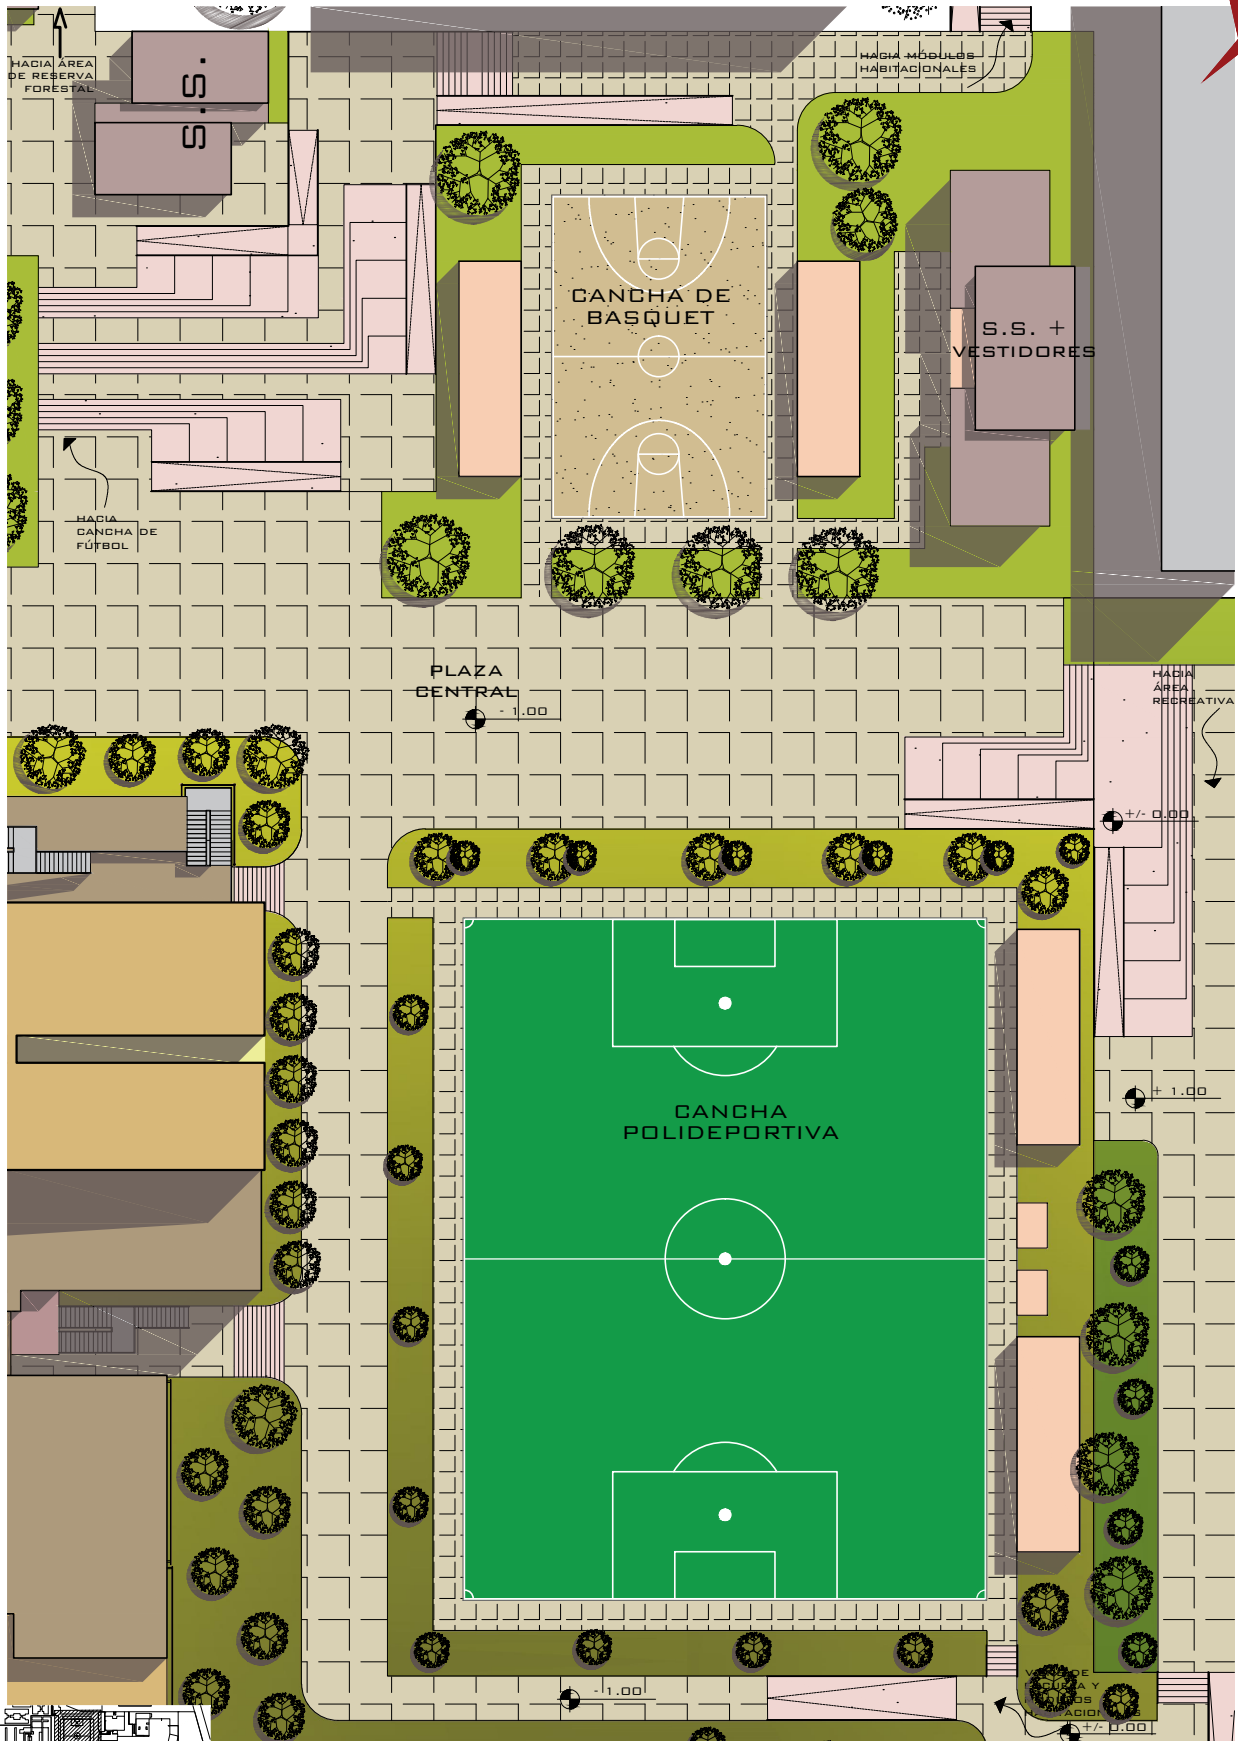 HACIA ÁREA
DE RESERVA
FORESTAL
S.S.
HACIA MÓDULOS
HABITACIONALES
CANCHA DE
BASQUET
S.S. +
VESTIDORES
HACIA
CANCHA DE
FÚTBOL
PLAZA
CENTRAL
- 1.00
HACIA
ÁREA
RECREATIVA
+/- 0.00
+ 1.00
CANCHA
POLIDEPORTIVA
- 1.00
DE
Y
+/- 0.00